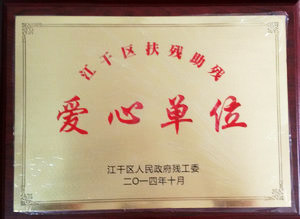 江干区扶残助残
爱心单位
江干区人民政府残工委
二〇一四年十月